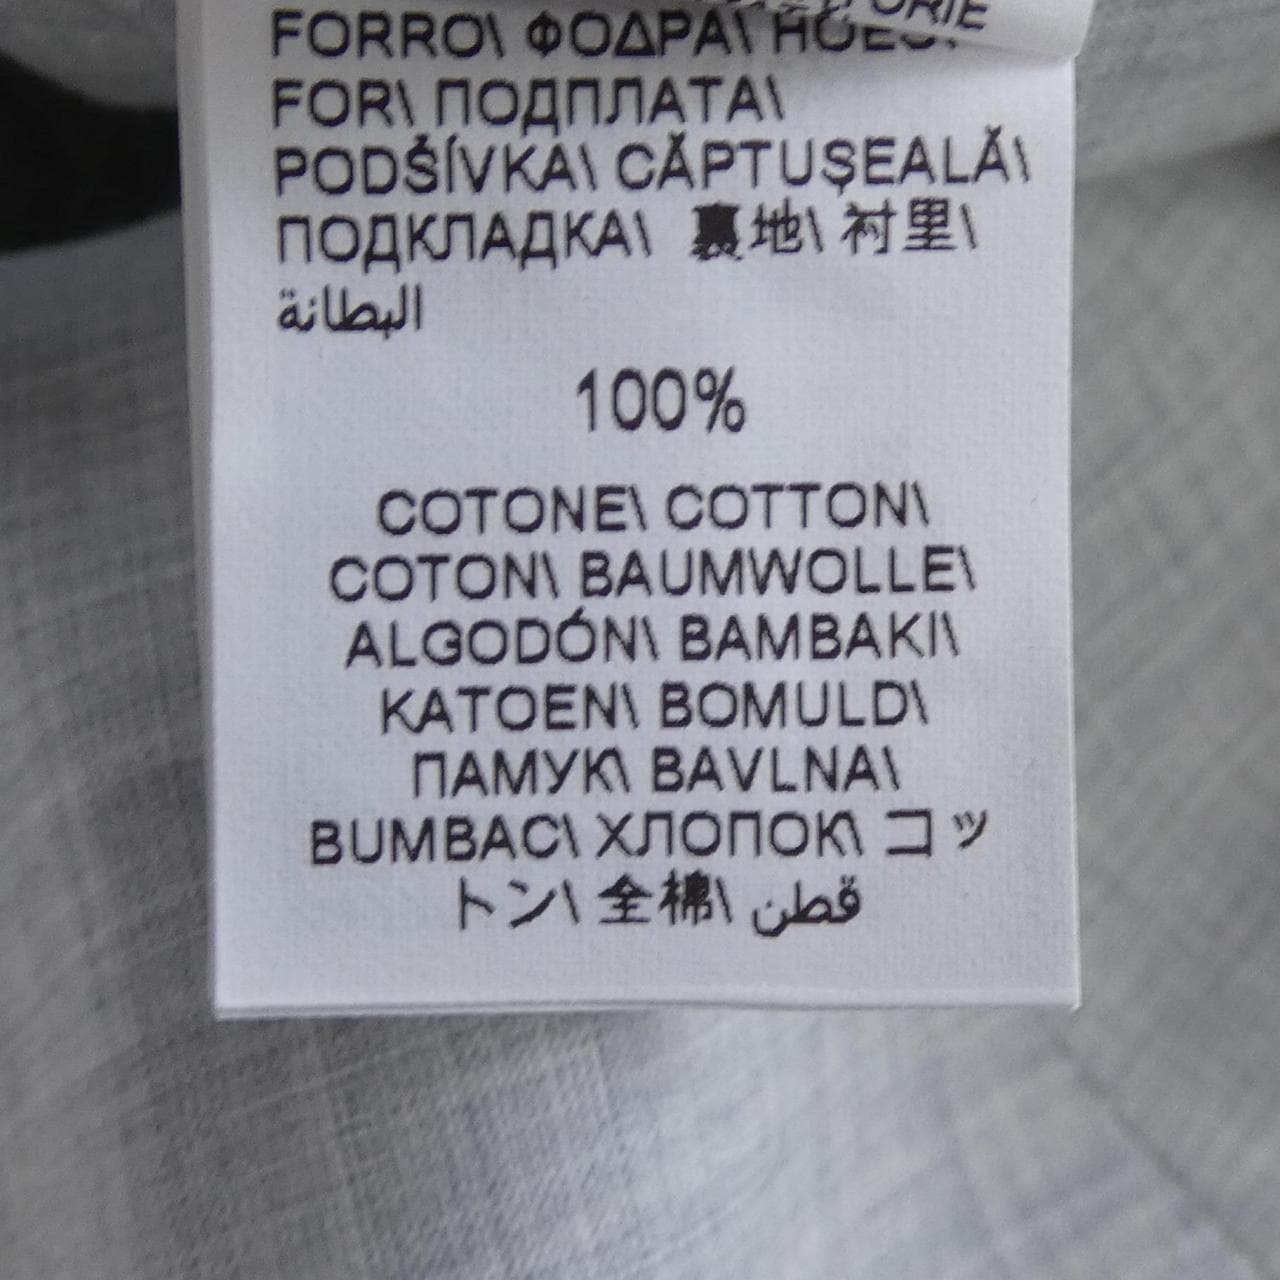 ORIE
FORRO\ ΦΟΔΡΑ\
FOR\ ПОДПЛАТА\
PODŠÍVKA\ CĂPTUŞEALĂ\
ПОДКЛАДКА\ 裏地\ 衬里\
البطانة
100%
COTONE\ COTTON\
COTON\ BAUMWOLLE\
ALGODÓN\ BAMBAKI\
KATOEN\ BOMULD\
ПАМУК\ BAVLNA\
BUMBAC\ ХЛОПОК\ コッ
トン\ 全棉\ قطن